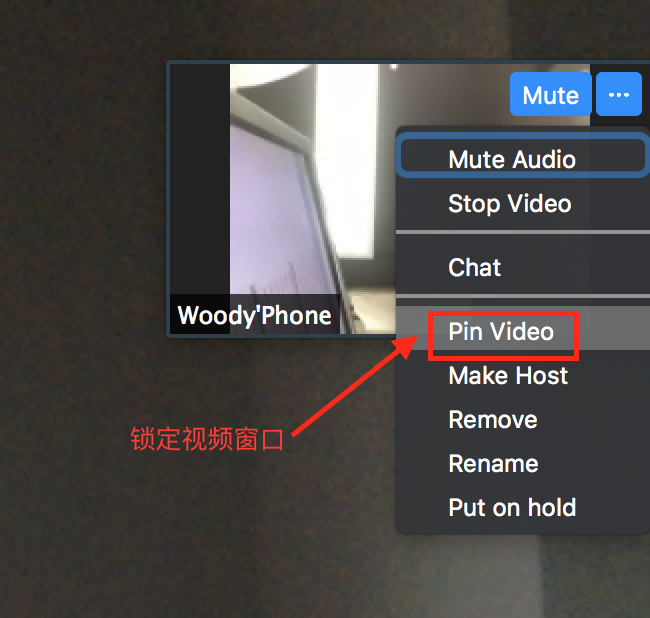 Mute ...
Mute Audio
Stop Video
Chat
Woody'Phone
Pin Video
Make Host
锁定视频窗口
Remove
Rename
Put on hold